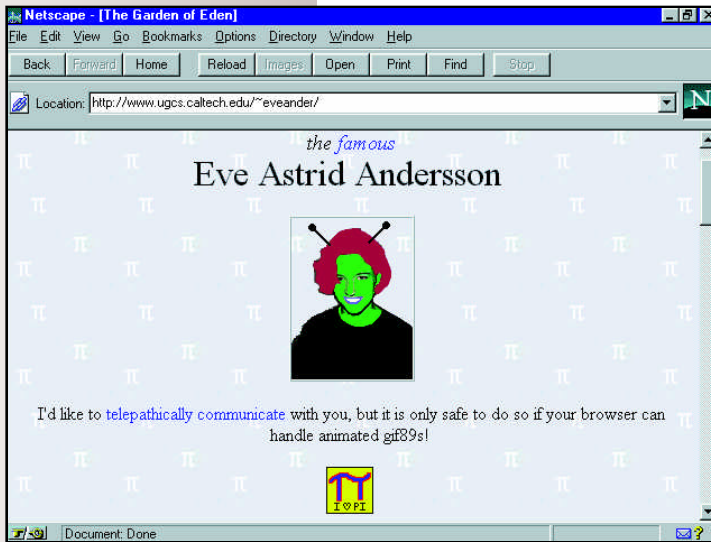 Netscape - [The Garden of Eden]
File Edit View Go Bookmarks Options Directory Window Help
Back Forward Home Reload Images Open Print Find Stop
Location: http://www.ugcs.caltech.edu/~eveander/
N
the famous
Eve Astrid Andersson
I'd like to telepathically communicate with you, but it is only safe to do so if your browser can
handle animated gif89s!
π
I ♡ PI
Document: Done